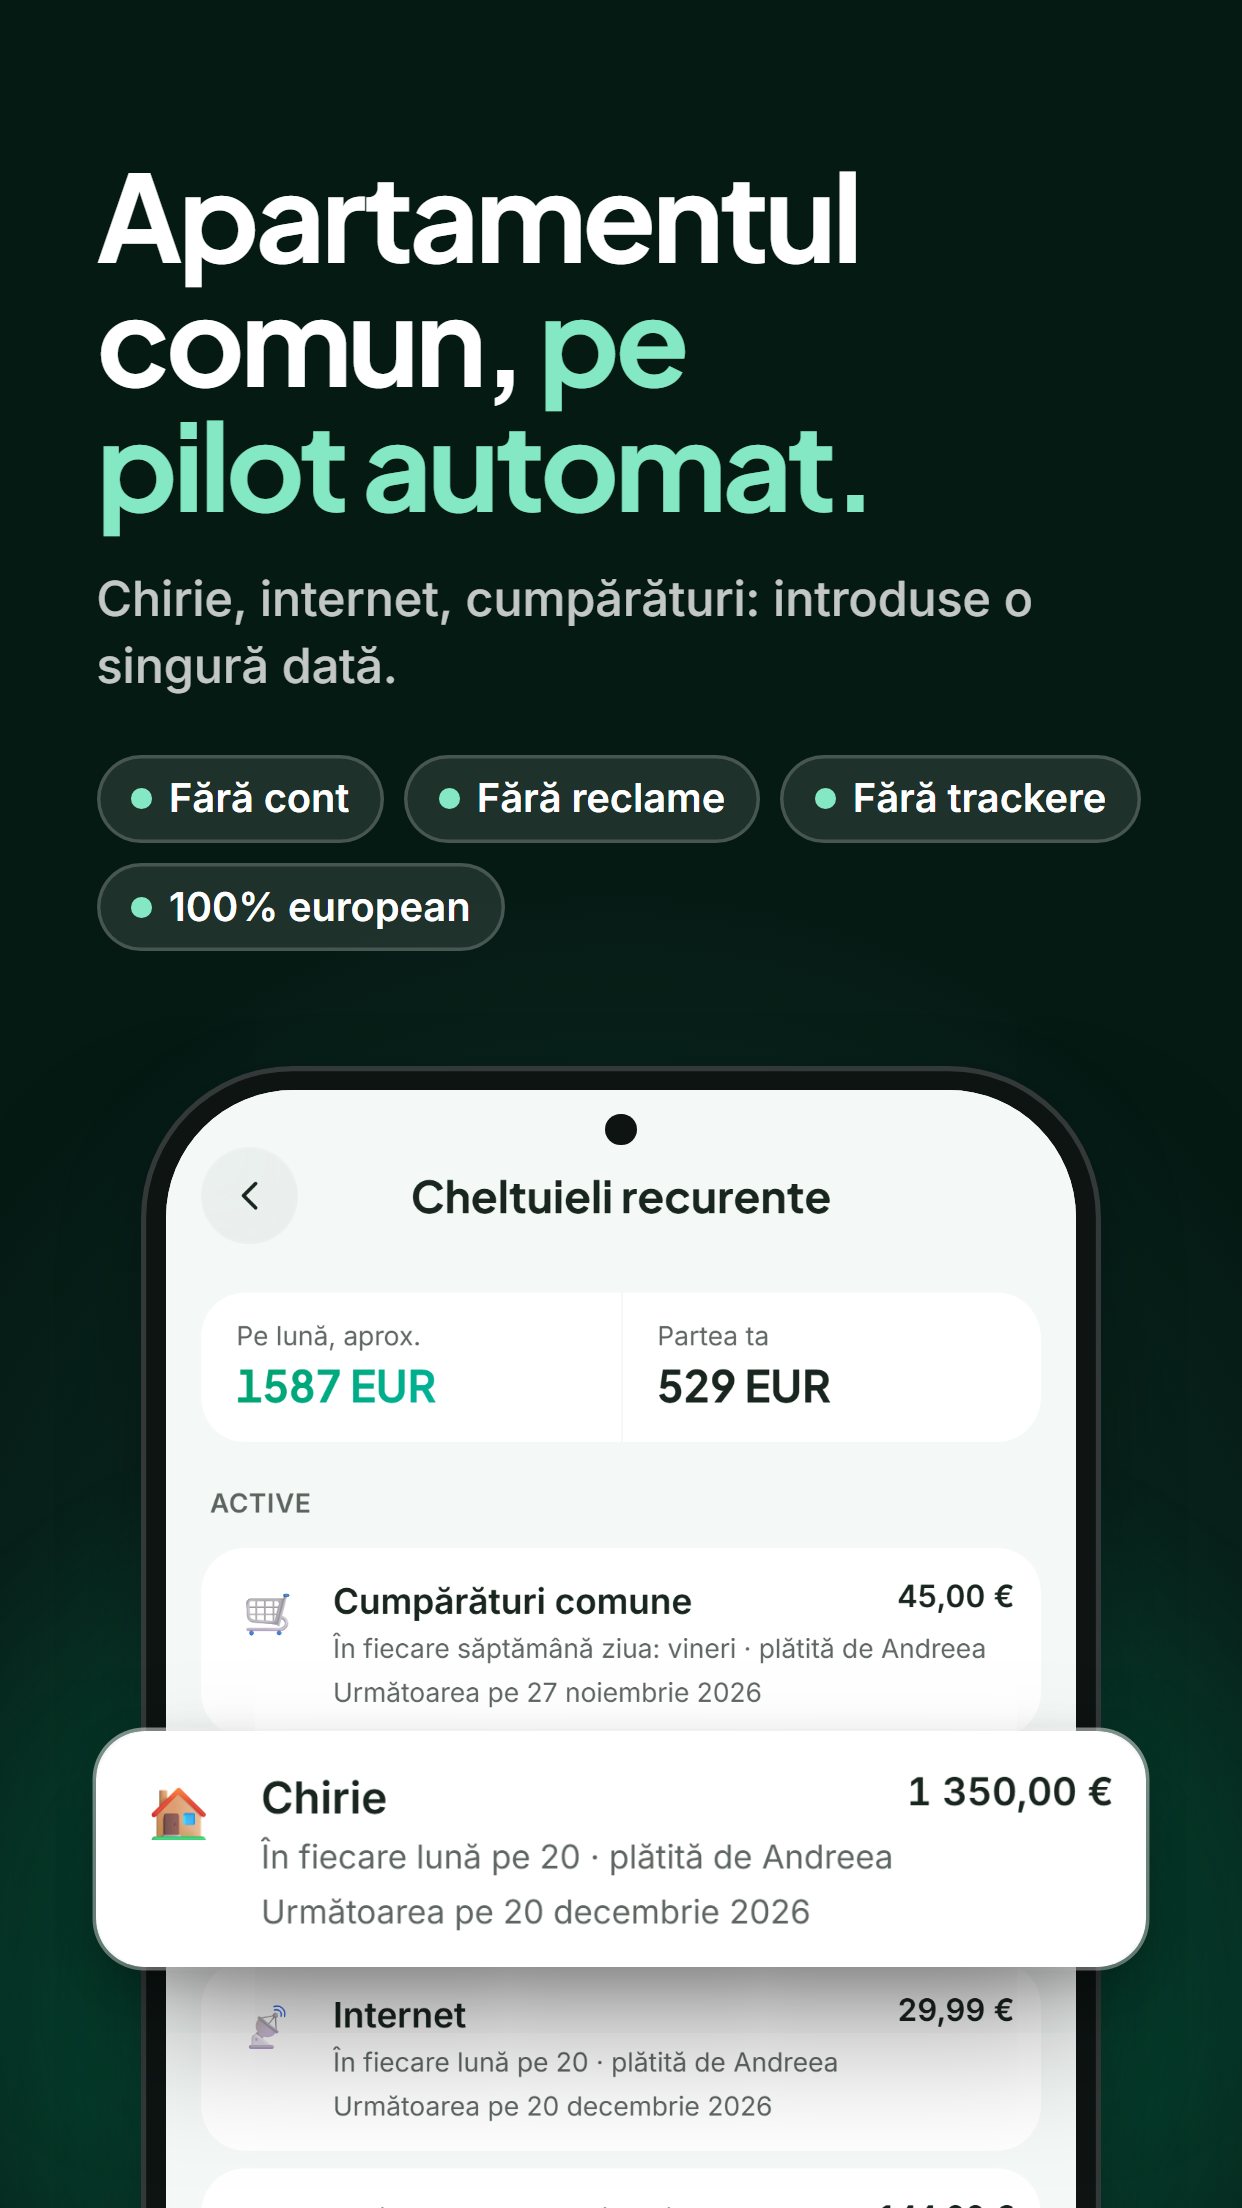 Apartamentul
comun, pe
pilot automat.
Chirie, internet, cumpărături: introduse o
singură dată.
Fără cont
Fără reclame
Fără trackere
100% european
Cheltuieli recurente
Pe lună, aprox.
1587 EUR
Partea ta
529 EUR
ACTIVE
Cumpărături comune
45,00 €
În fiecare săptămână ziua: vineri · plătită de Andreea
Următoarea pe 27 noiembrie 2026
Chirie
1 350,00 €
În fiecare lună pe 20 · plătită de Andreea
Următoarea pe 20 decembrie 2026
Internet
29,99 €
În fiecare lună pe 20 · plătită de Andreea
Următoarea pe 20 decembrie 2026